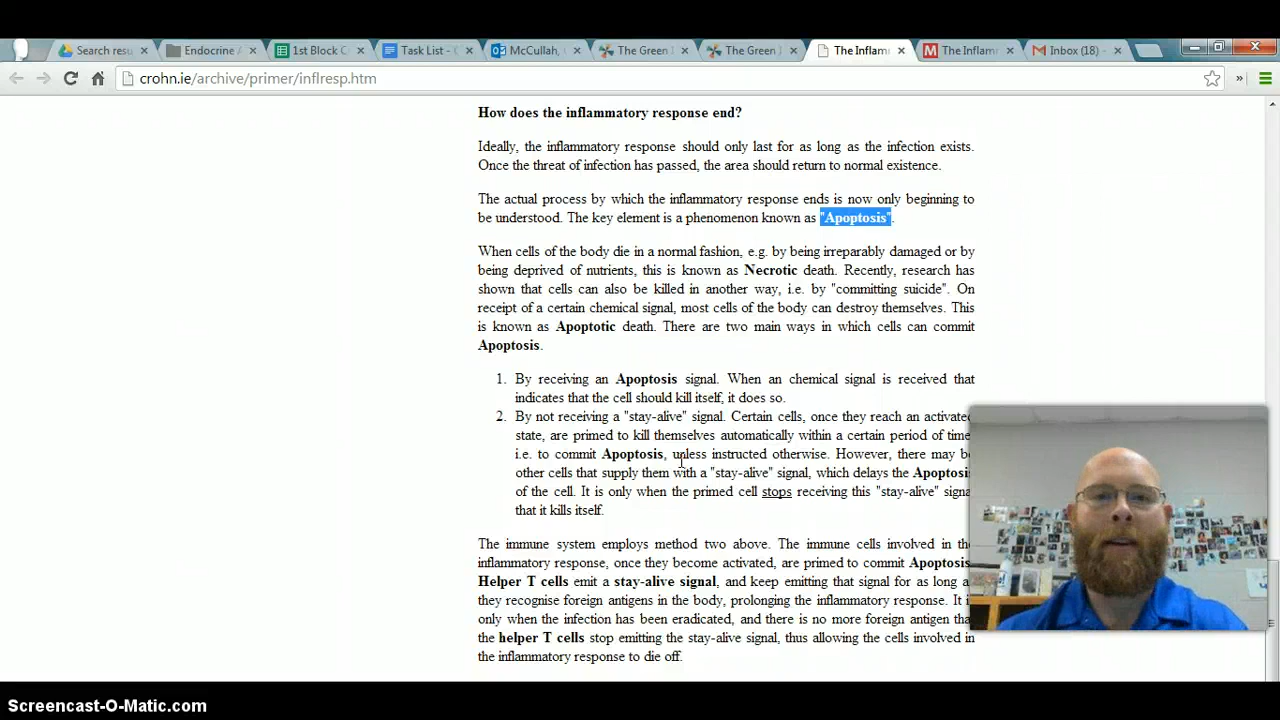 Search resu
Endocrine
1st Block C
Task List -
McCullah,
The Green
The Green
The Inflam
The Inflam
Inbox (18) -
crohn.ie/archive/primer/inflresp.htm
How does the inflammatory response end?
Ideally, the inflammatory response should only last for as long as the infection exists.
Once the threat of infection has passed, the area should return to normal existence.
The actual process by which the inflammatory response ends is now only beginning to
be understood. The key element is a phenomenon known as "Apoptosis".
When cells of the body die in a normal fashion, e.g. by being irreparably damaged or by
being deprived of nutrients, this is known as Necrotic death. Recently, research has
shown that cells can also be killed in another way, i.e. by "committing suicide". On
receipt of a certain chemical signal, most cells of the body can destroy themselves. This
is known as Apoptotic death. There are two main ways in which cells can commit
Apoptosis.
1. By receiving an Apoptosis signal. When an chemical signal is received that
indicates that the cell should kill itself, it does so.
2. By not receiving a "stay-alive" signal. Certain cells, once they reach an activated
state, are primed to kill themselves automatically within a certain period of time,
i.e. to commit Apoptosis, unless instructed otherwise. However, there may be
other cells that supply them with a "stay-alive" signal, which delays the Apoptosis
of the cell. It is only when the primed cell stops receiving this "stay-alive" signa
that it kills itself.
The immune system employs method two above. The immune cells involved in the
inflammatory response, once they become activated, are primed to commit Apoptosis.
Helper T cells emit a stay-alive signal, and keep emitting that signal for as long a
they recognise foreign antigens in the body, prolonging the inflammatory response. It i
only when the infection has been eradicated, and there is no more foreign antigen tha
the helper T cells stop emitting the stay-alive signal, thus allowing the cells involved in
the inflammatory response to die off.
Screencast-O-Matic.com